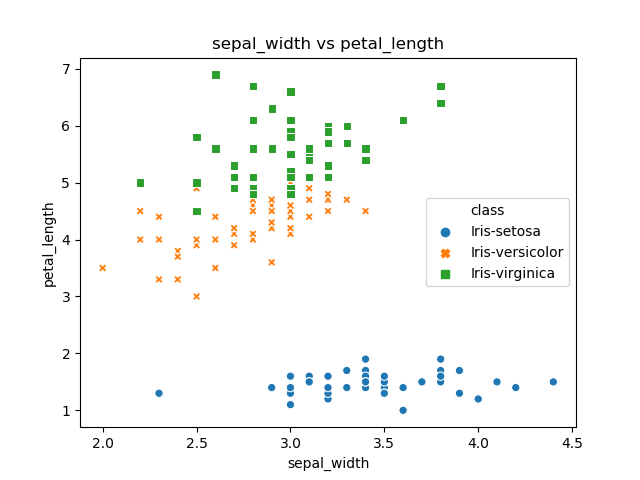 sepal_width vs petal_length
petal_length
7
6
5
4
3
2
1
class
Iris-setosa
Iris-versicolor
Iris-virginica
2.0 2.5 3.0 3.5 4.0 4.5
sepal_width